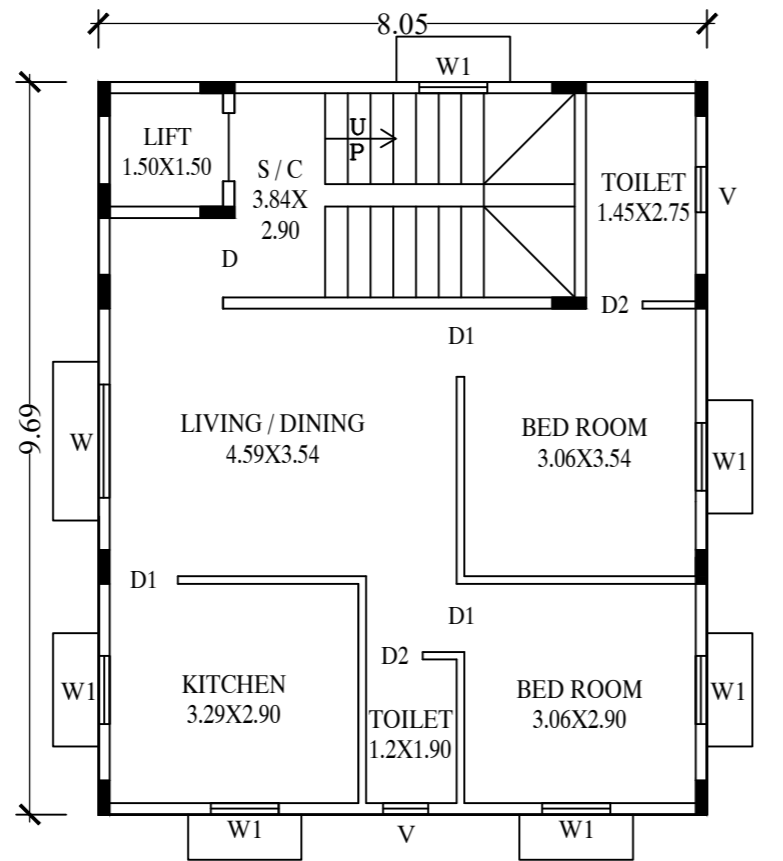 8.05
W1
LIFT
1.50X1.50
U
P
S / C
3.84X
2.90
TOILET
1.45X2.75
V
D
D2
D1
9.69
W
LIVING / DINING
4.59X3.54
BED ROOM
3.06X3.54
W1
D1
D1
D2
W1
KITCHEN
3.29X2.90
TOILET
1.2X1.90
BED ROOM
3.06X2.90
W1
W1
V
W1